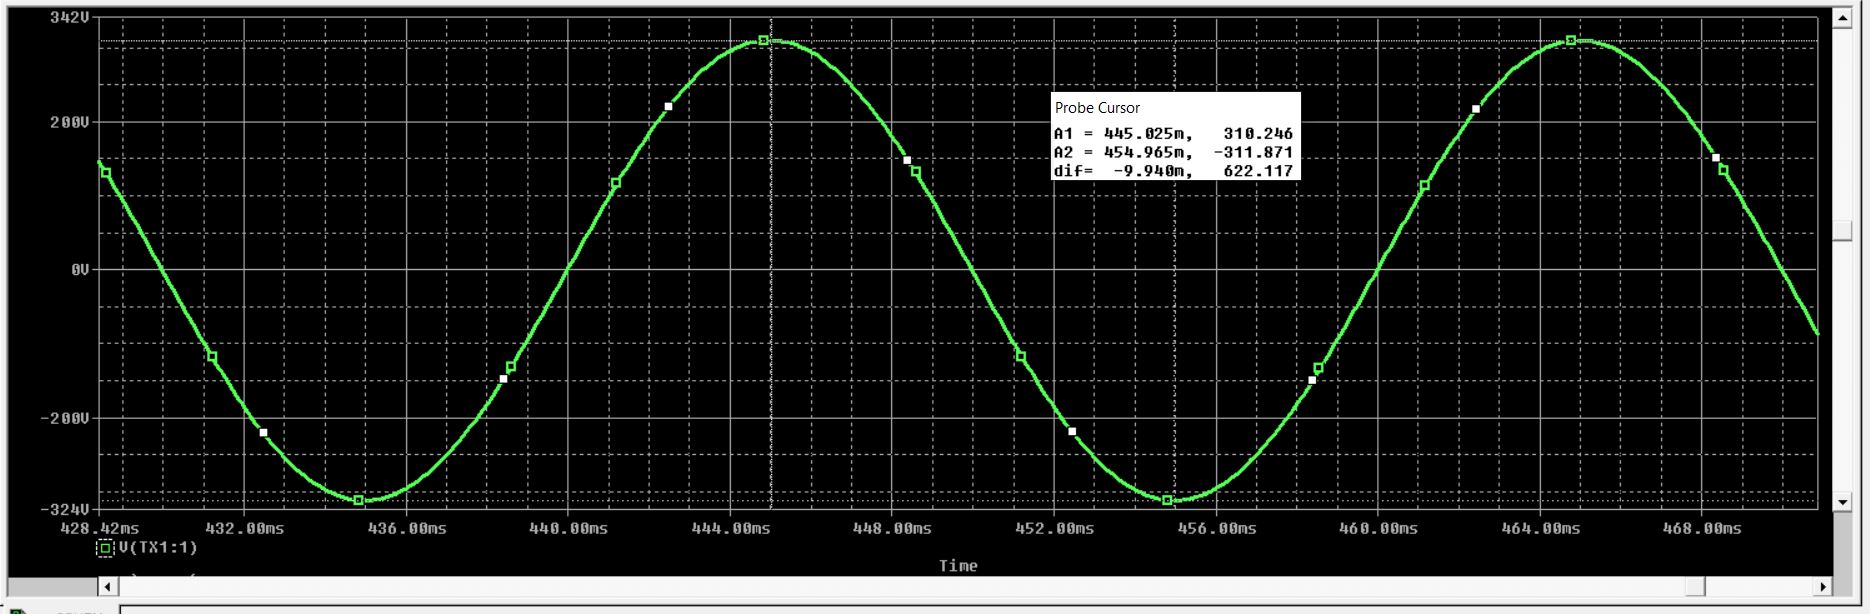 342V
200V
0V
-200V
-324V
Probe Cursor
A1 = 445.025m, 310.246
A2 = 454.965m, -311.871
dif= -9.940m, 622.117
428.42ms 432.00ms 436.00ms 440.00ms 444.00ms 448.00ms 452.00ms 456.00ms 460.00ms 464.00ms 468.00ms
V(TX1:1)
Time